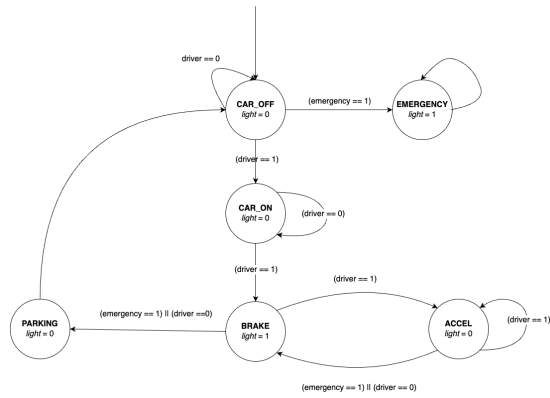 driver == 0
CAR_OFF
light = 0
(emergency == 1)
EMERGENCY
light = 1
(driver == 1)
CAR_ON
light = 0
(driver == 0)
(driver == 1)
(driver == 1)
PARKING
light = 0
(emergency == 1) || (driver ==0)
BRAKE
light = 1
ACCEL
light = 0
(driver == 1)
(emergency == 1) || (driver == 0)